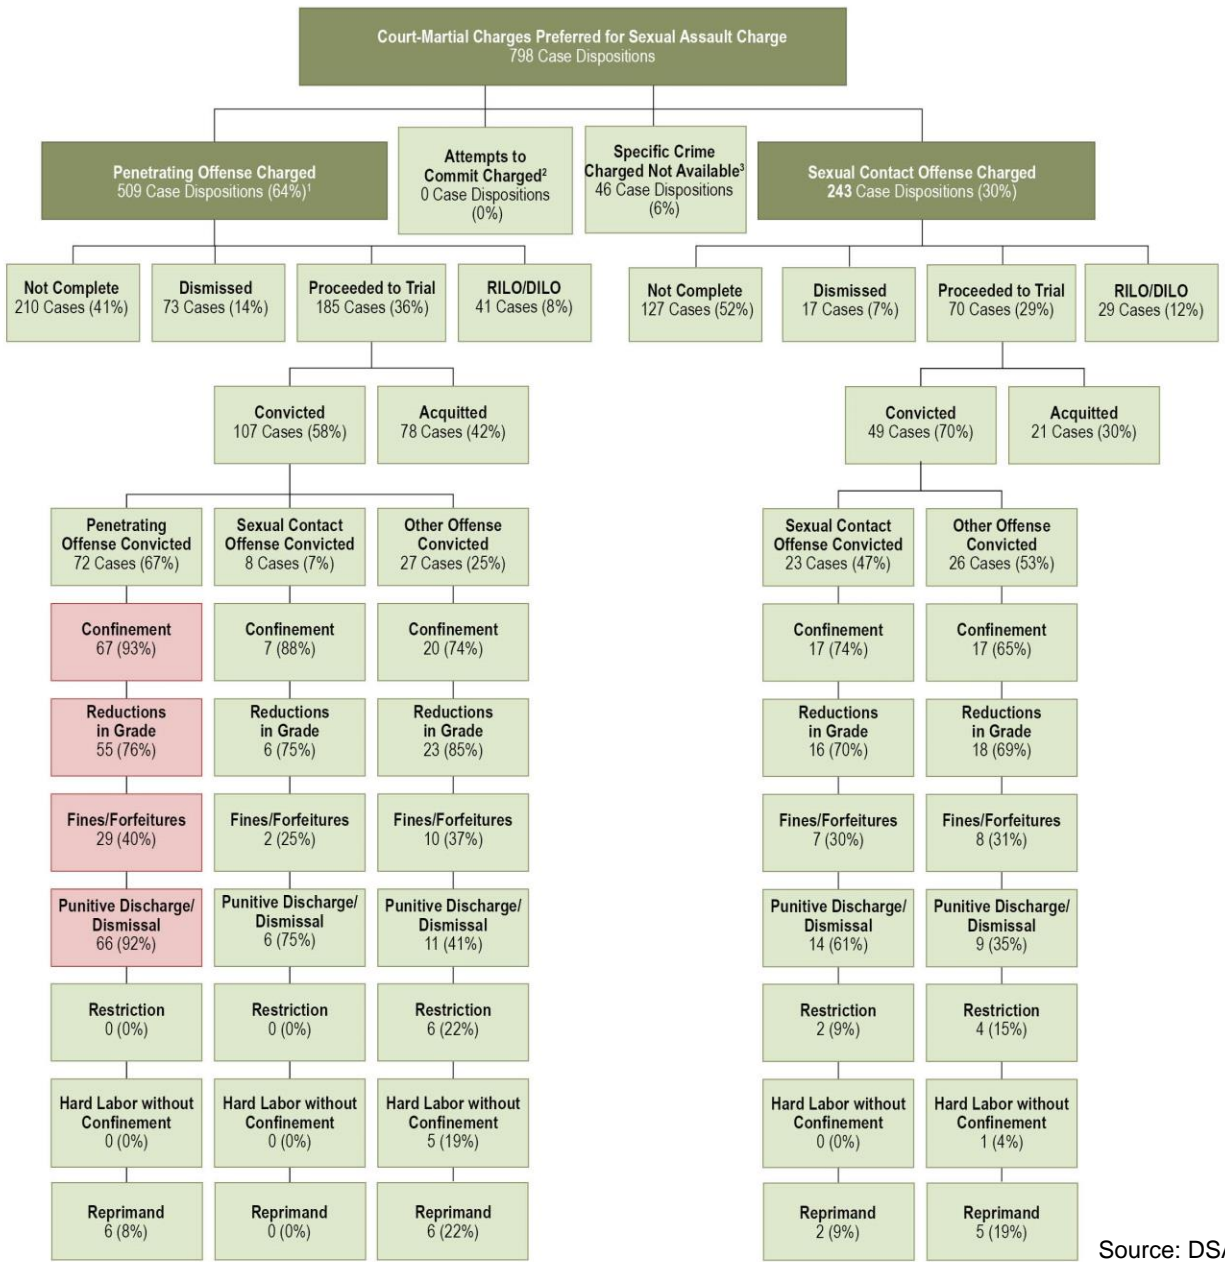 Court-Martial Charges Preferred for Sexual Assault Charge
798 Case Dispositions
Penetrating Offense Charged
509 Case Dispositions (64%)¹
Attempts to
Commit Charged²
0 Case Dispositions
(0%)
Specific Crime
Charged Not Available³
46 Case Dispositions
(6%)
Sexual Contact Offense Charged
243 Case Dispositions (30%)
Not Complete
210 Cases (41%)
Dismissed
73 Cases (14%)
Proceeded to Trial
185 Cases (36%)
RILO/DILO
41 Cases (8%)
Not Complete
127 Cases (52%)
Dismissed
17 Cases (7%)
Proceeded to Trial
70 Cases (29%)
RILO/DILO
29 Cases (12%)
Convicted
107 Cases (58%)
Acquitted
78 Cases (42%)
Convicted
49 Cases (70%)
Acquitted
21 Cases (30%)
Penetrating
Offense Convicted
72 Cases (67%)
Sexual Contact
Offense Convicted
8 Cases (7%)
Other Offense
Convicted
27 Cases (25%)
Sexual Contact
Offense Convicted
23 Cases (47%)
Other Offense
Convicted
26 Cases (53%)
Confinement
67 (93%)
Confinement
7 (88%)
Confinement
20 (74%)
Confinement
17 (74%)
Confinement
17 (65%)
Reductions
in Grade
55 (76%)
Reductions
in Grade
6 (75%)
Reductions
in Grade
23 (85%)
Reductions
in Grade
16 (70%)
Reductions
in Grade
18 (69%)
Fines/Forfeitures
29 (40%)
Fines/Forfeitures
2 (25%)
Fines/Forfeitures
10 (37%)
Fines/Forfeitures
7 (30%)
Fines/Forfeitures
8 (31%)
Punitive Discharge/
Dismissal
66 (92%)
Punitive Discharge/
Dismissal
6 (75%)
Punitive Discharge/
Dismissal
11 (41%)
Punitive Discharge/
Dismissal
14 (61%)
Punitive Discharge/
Dismissal
9 (35%)
Restriction
0 (0%)
Restriction
0 (0%)
Restriction
6 (22%)
Restriction
2 (9%)
Restriction
4 (15%)
Hard Labor without
Confinement
0 (0%)
Hard Labor without
Confinement
0 (0%)
Hard Labor without
Confinement
5 (19%)
Hard Labor without
Confinement
0 (0%)
Hard Labor without
Confinement
1 (4%)
Reprimand
6 (8%)
Reprimand
0 (0%)
Reprimand
6 (22%)
Reprimand
2 (9%)
Reprimand
5 (19%)
Source: